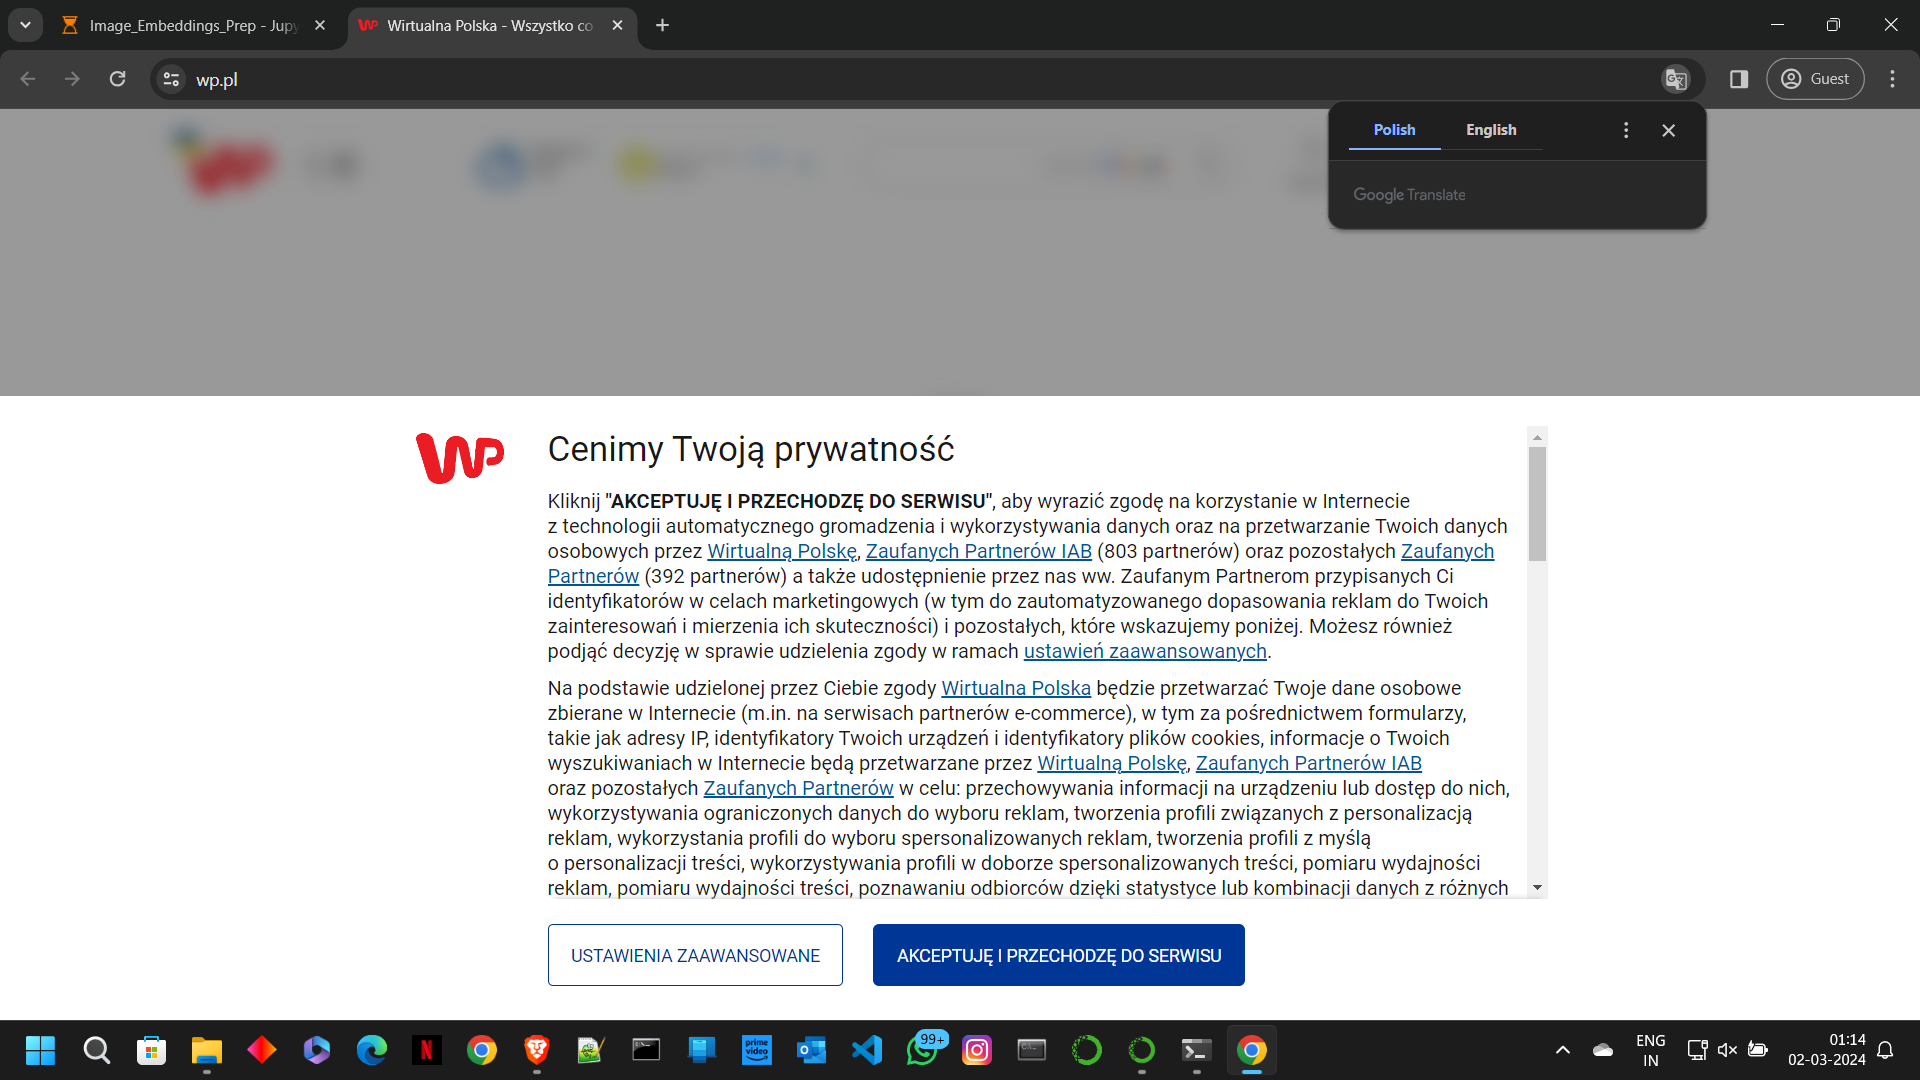 Image_Embeddings_Prep - Jupy
Wirtualna Polska - Wszystko co
wp.pl
Guest
Polish English
Google Translate
WP
Cenimy Twoją prywatność
Kliknij "AKCEPTUJĘ I PRZECHODZĘ DO SERWISU", aby wyrazić zgodę na korzystanie w Internecie
z technologii automatycznego gromadzenia i wykorzystywania danych oraz na przetwarzanie Twoich danych
osobowych przez Wirtualną Polskę, Zaufanych Partnerów IAB (803 partnerów) oraz pozostałych Zaufanych
Partnerów (392 partnerów) a także udostępnienie przez nas ww. Zaufanym Partnerom przypisanych Ci
identyfikatorów w celach marketingowych (w tym do zautomatyzowanego dopasowania reklam do Twoich
zainteresowań i mierzenia ich skuteczności) i pozostałych, które wskazujemy poniżej. Możesz również
podjąć decyzję w sprawie udzielenia zgody w ramach ustawień zaawansowanych.
Na podstawie udzielonej przez Ciebie zgody Wirtualna Polska będzie przetwarzać Twoje dane osobowe
zbierane w Internecie (m.in. na serwisach partnerów e-commerce), w tym za pośrednictwem formularzy,
takie jak adresy IP, identyfikatory Twoich urządzeń i identyfikatory plików cookies, informacje o Twoich
wyszukiwaniach w Internecie będą przetwarzane przez Wirtualną Polskę, Zaufanych Partnerów IAB
oraz pozostałych Zaufanych Partnerów w celu: przechowywania informacji na urządzeniu lub dostęp do nich,
wykorzystywania ograniczonych danych do wyboru reklam, tworzenia profili związanych z personalizacją
reklam, wykorzystania profili do wyboru spersonalizowanych reklam, tworzenia profili z myślą
o personalizacji treści, wykorzystywania profili w doborze spersonalizowanych treści, pomiaru wydajności
reklam, pomiaru wydajności treści, poznawaniu odbiorców dzięki statystyce lub kombinacji danych z różnych
USTAWIENIA ZAAWANSOWANE
AKCEPTUJĘ I PRZECHODZĘ DO SERWISU
prime video
99+
ENG
IN
01:14
02-03-2024